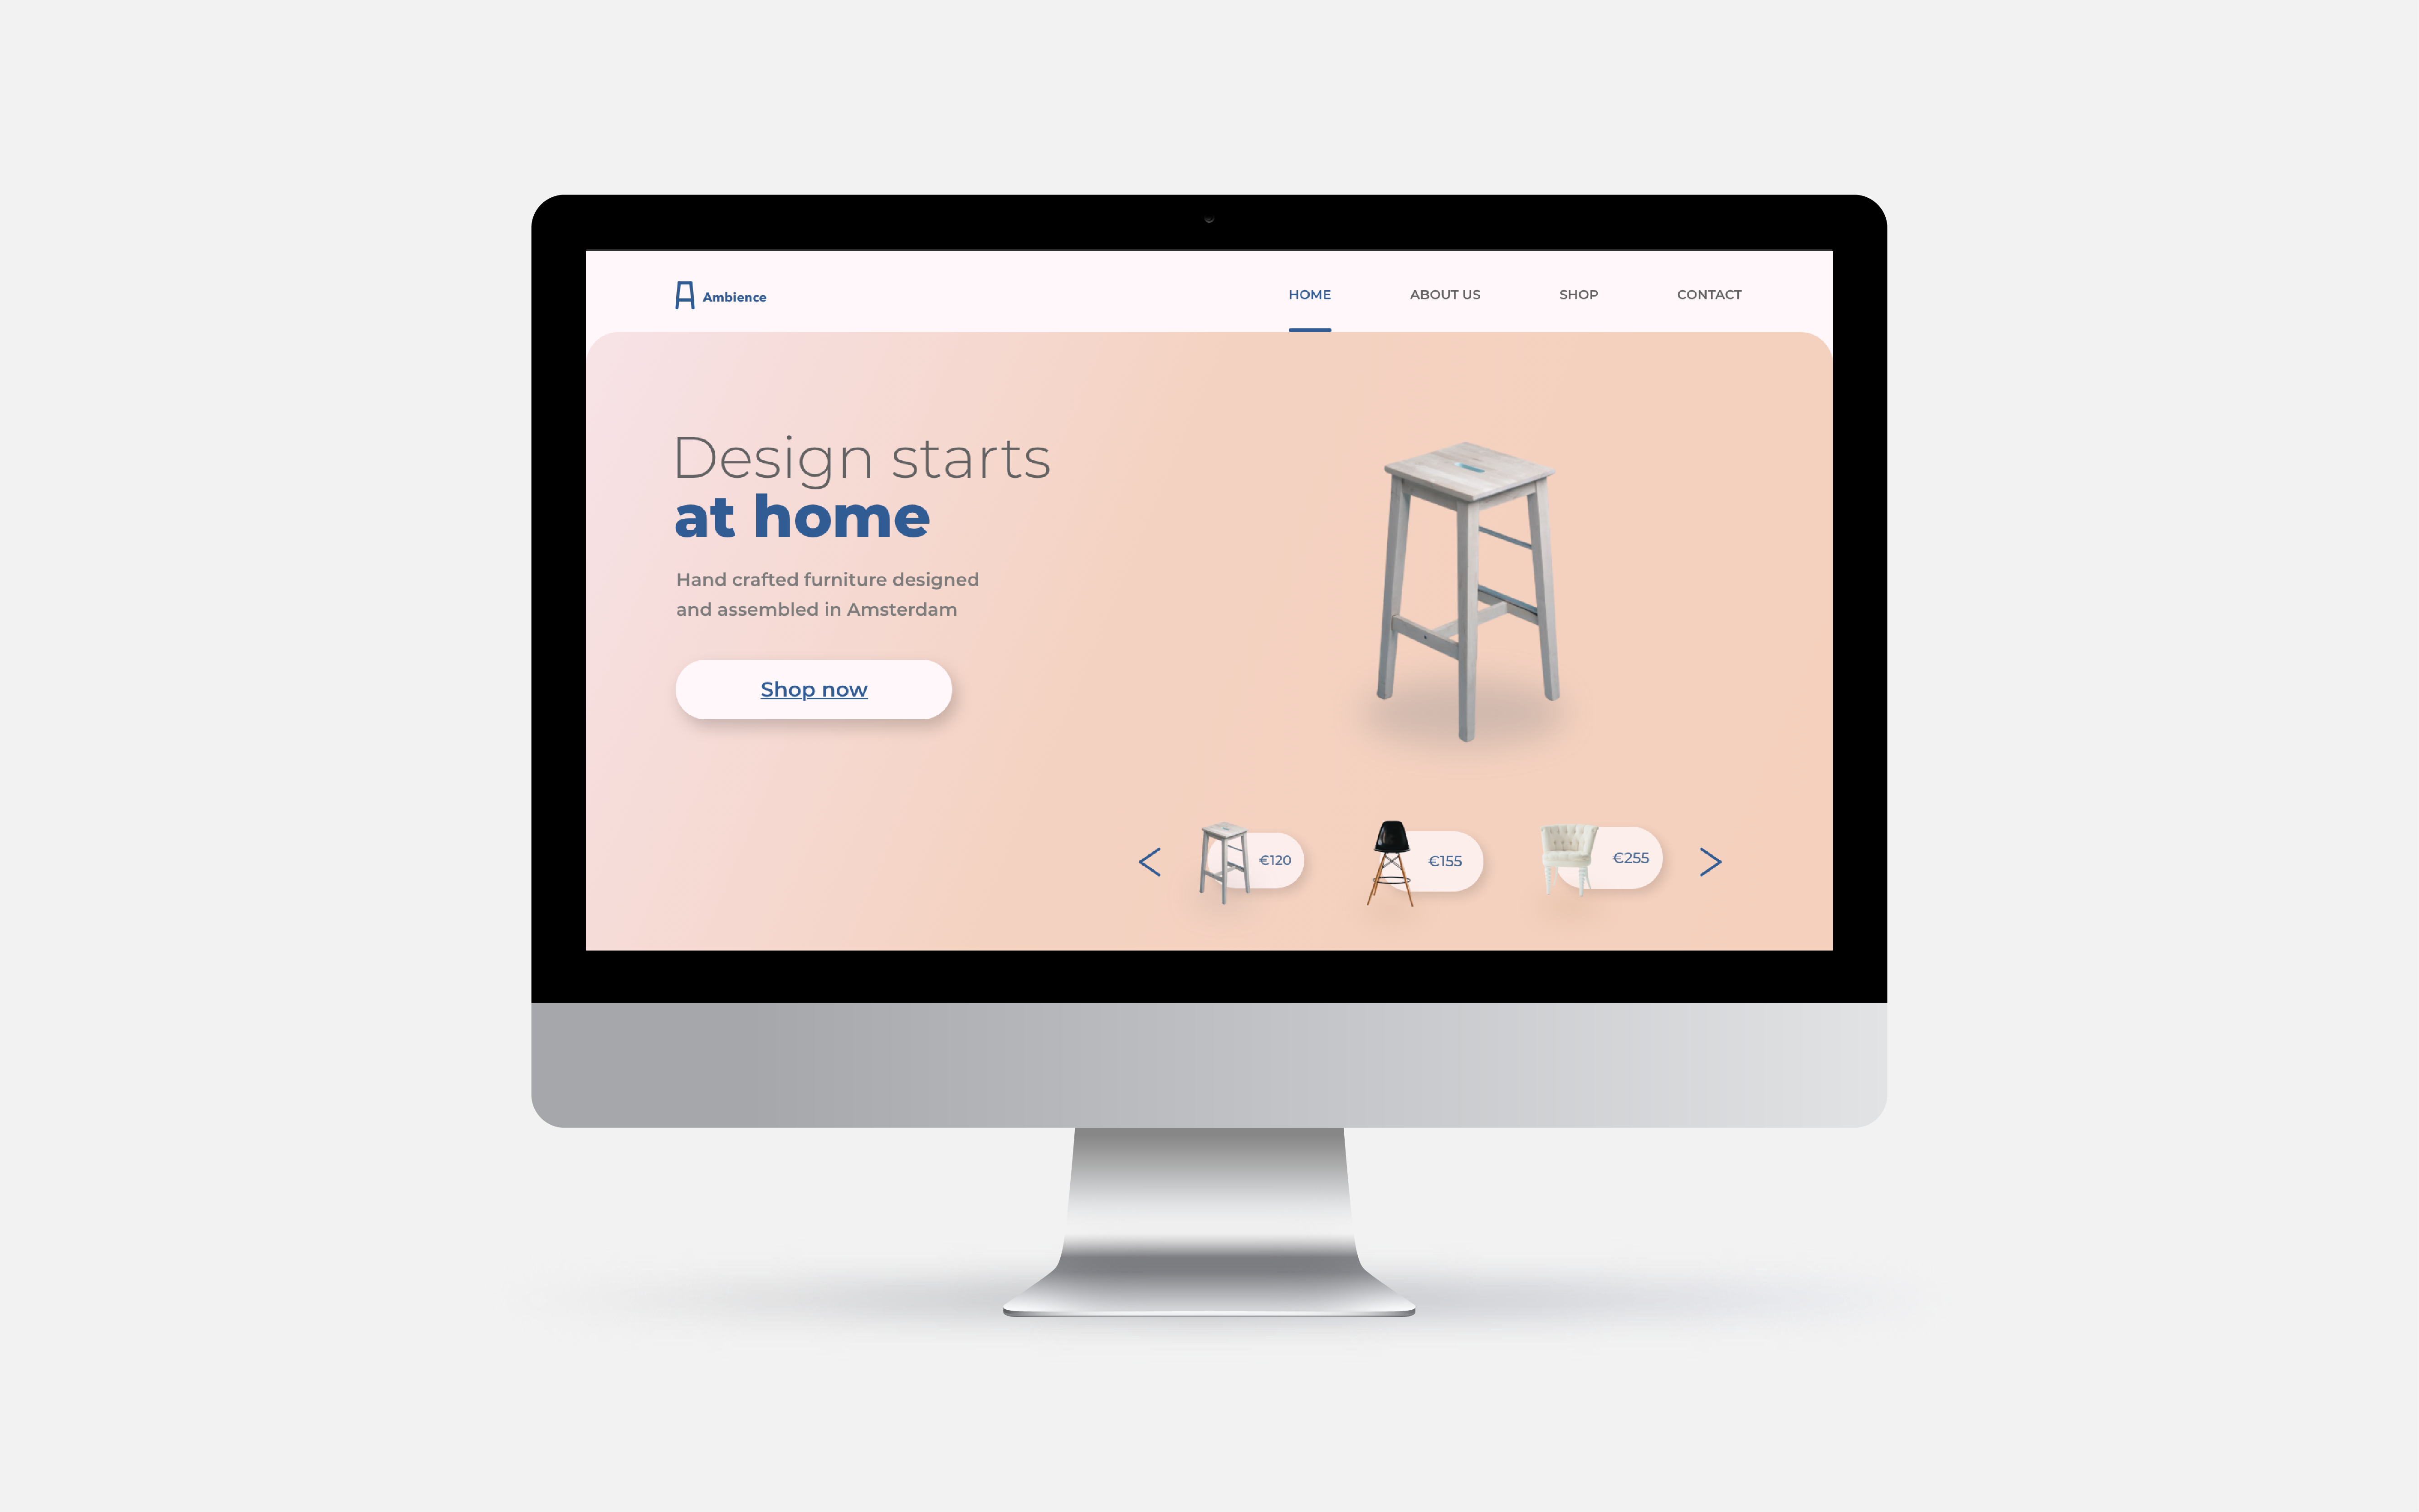 Ambience
HOME
ABOUT US
SHOP
CONTACT
Design starts
at home
Hand crafted furniture designed
and assembled in Amsterdam
Shop now
€120
€155
€255